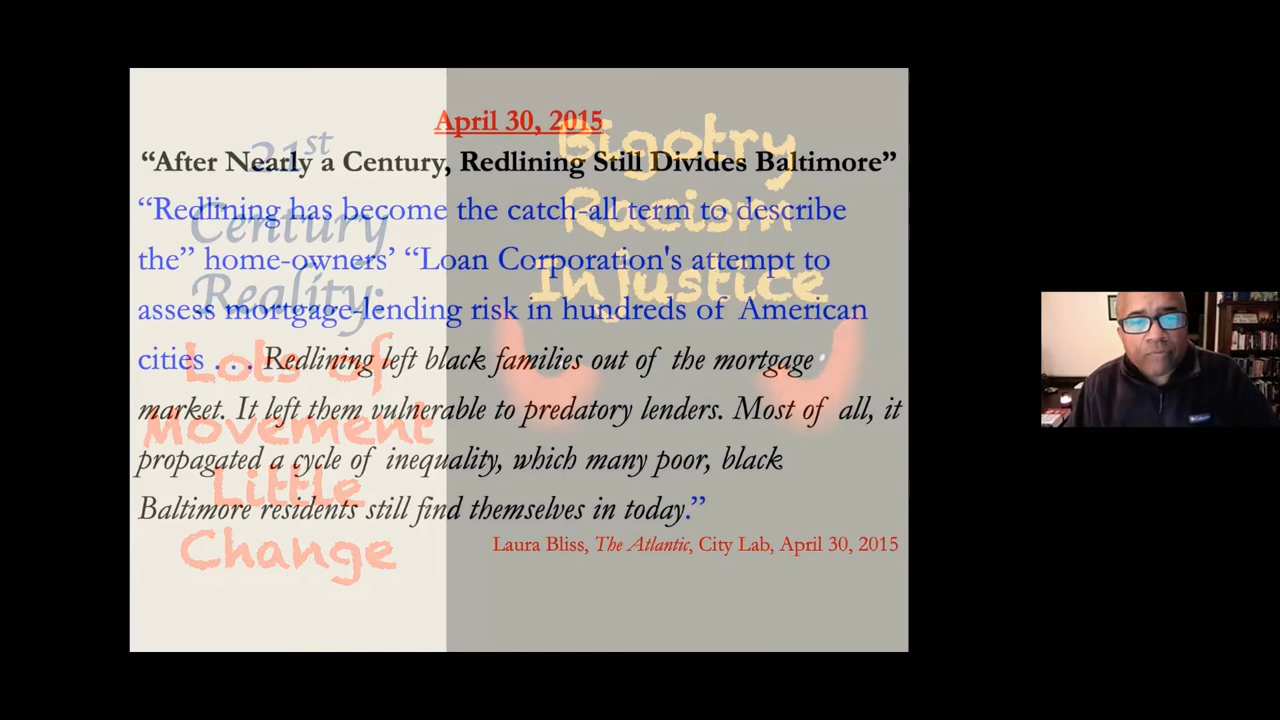 April 30, 2015
“After Nearly a Century, Redlining Still Divides Baltimore”
“Redlining has become the catch-all term to describe
the” home-owners’ “Loan Corporation's attempt to
assess mortgage-lending risk in hundreds of American
cities . . . Redlining left black families out of the mortgage
market. It left them vulnerable to predatory lenders. Most of all, it
propagated a cycle of inequality, which many poor, black
Baltimore residents still find themselves in today.”
Laura Bliss, The Atlantic, City Lab, April 30, 2015
21st
Century
Reality:
Lots of
Movement
Little
Change
Bigotry
Racism
InJustice